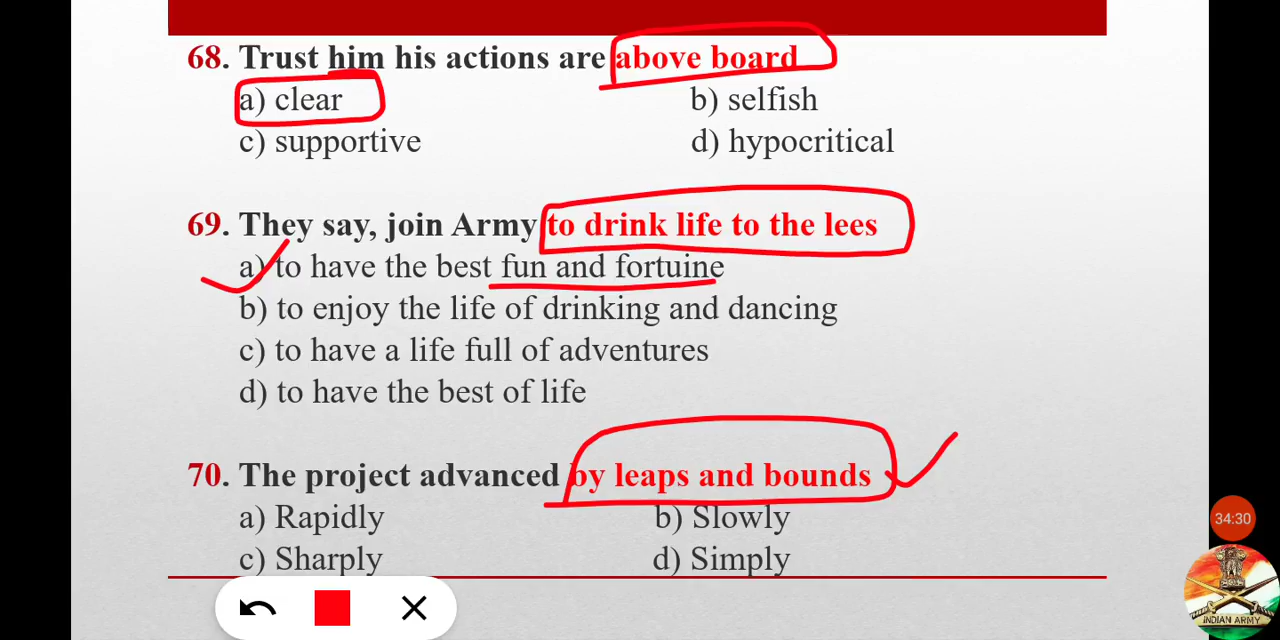 68. Trust him his actions are above board
a) clear b) selfish
c) supportive d) hypocritical
69. They say, join Army to drink life to the lees
a) to have the best fun and fortuine
b) to enjoy the life of drinking and dancing
c) to have a life full of adventures
d) to have the best of life
70. The project advanced by leaps and bounds
a) Rapidly b) Slowly
c) Sharply d) Simply
34:30
INDIAN ARMY